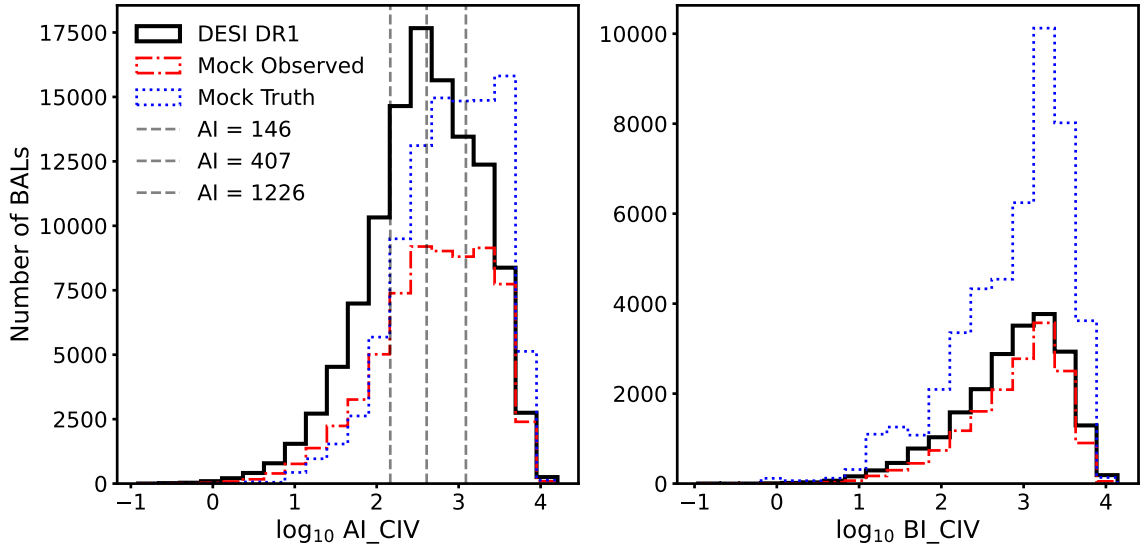 DESI DR1
Mock Observed
Mock Truth
AI = 146
AI = 407
AI = 1226
Number of BALs
17500
15000
12500
10000
7500
5000
2500
0
−1 0 1 2 3 4
log₁₀ AI_CIV
10000
8000
6000
4000
2000
0
−1 0 1 2 3 4
log₁₀ BI_CIV